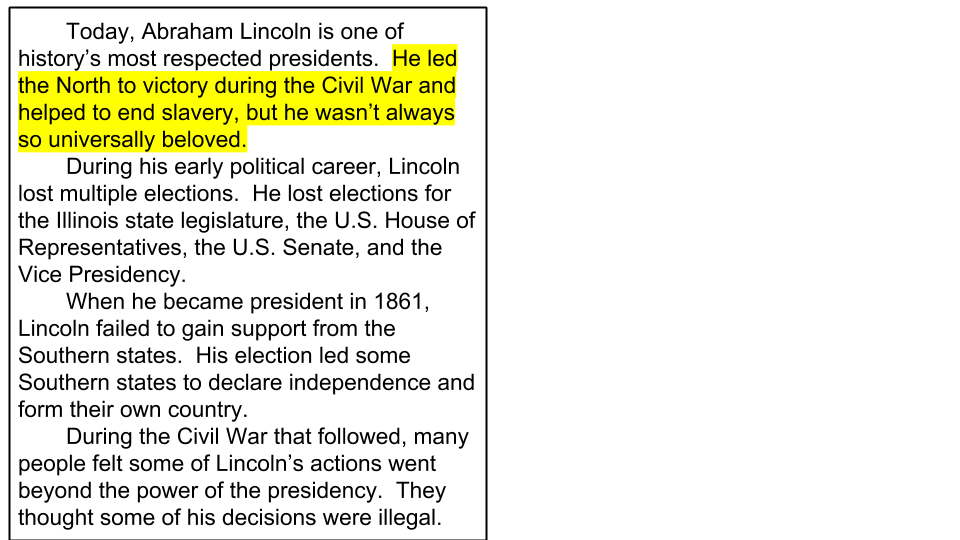 Today, Abraham Lincoln is one of
history’s most respected presidents.  He led
the North to victory during the Civil War and
helped to end slavery, but he wasn’t always
so universally beloved.
During his early political career, Lincoln
lost multiple elections.  He lost elections for
the Illinois state legislature, the U.S. House of
Representatives, the U.S. Senate, and the
Vice Presidency.
When he became president in 1861,
Lincoln failed to gain support from the
Southern states.  His election led some
Southern states to declare independence and
form their own country.
During the Civil War that followed, many
people felt some of Lincoln’s actions went
beyond the power of the presidency.  They
thought some of his decisions were illegal.